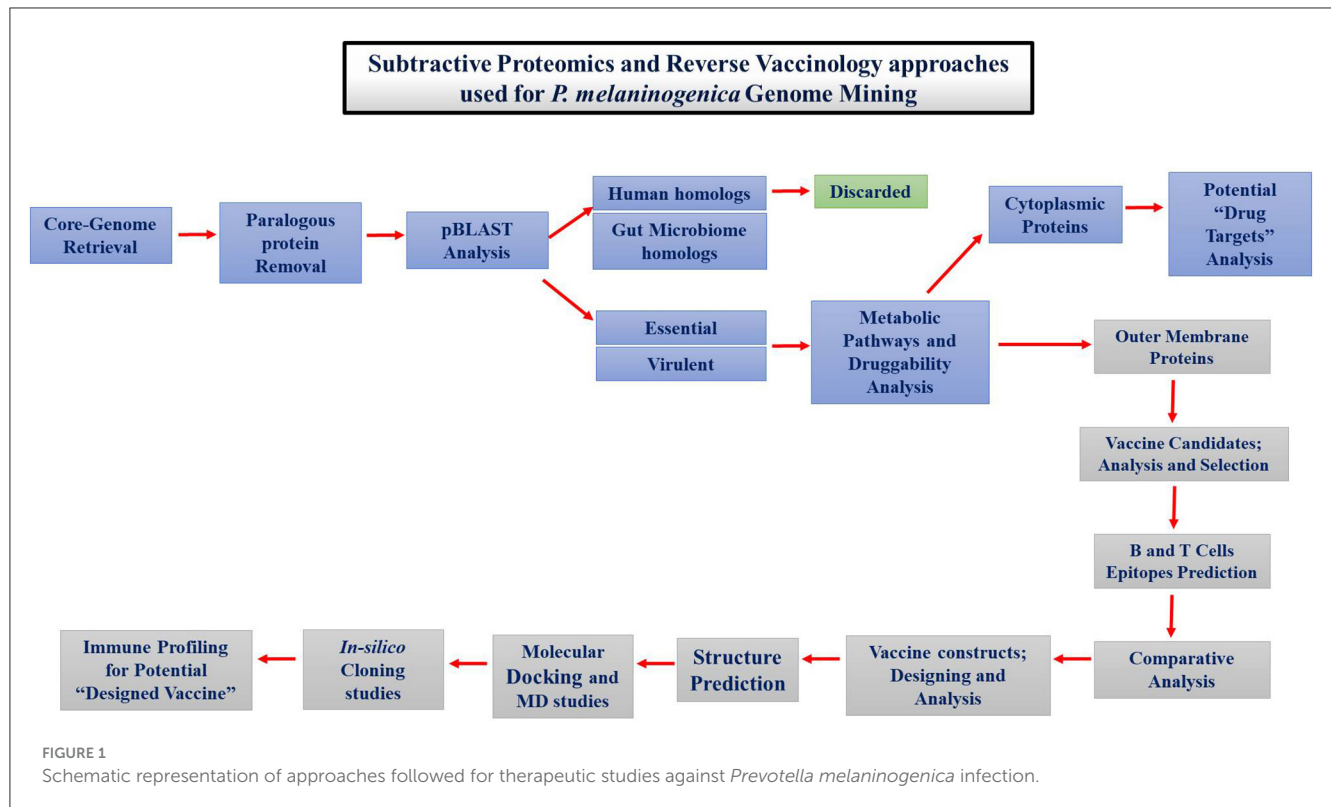 Subtractive Proteomics and Reverse Vaccinology approaches
used for P. melaninogenica Genome Mining
Core-Genome
Retrieval
Paralogous
protein
Removal
pBLAST
Analysis
Human homologs
Gut Microbiome
homologs
Discarded
Essential
Virulent
Metabolic
Pathways and
Druggability
Analysis
Cytoplasmic
Proteins
Potential
“Drug
Targets”
Analysis
Outer Membrane
Proteins
Vaccine Candidates;
Analysis and Selection
B and T Cells
Epitopes Prediction
Comparative
Analysis
Vaccine constructs;
Designing and
Analysis
Structure
Prediction
Molecular
Docking and
MD studies
In-silico
Cloning
studies
Immune Profiling
for Potential
“Designed Vaccine”
FIGURE 1
Schematic representation of approaches followed for therapeutic studies against Prevotella melaninogenica infection.